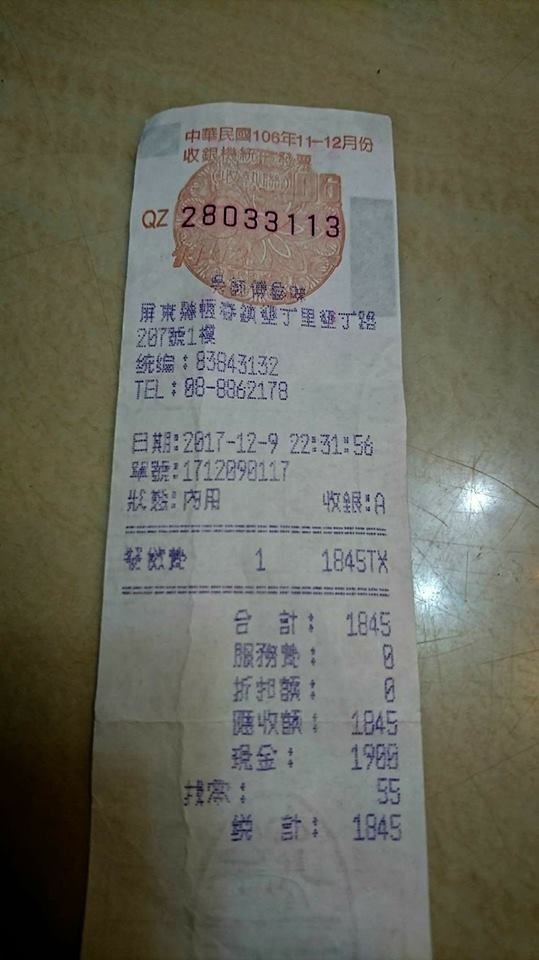 中華民國106年11-12月份
收銀機統一發票
(收執聯)
QZ 28033113
屏東縣恆春鎮墾丁里墾丁路
207號1樓
統編:83843132
TEL:08-8862178
日期:2017-12-9 22:31:56
單號:1712090117
狀態:內用 收銀:A
餐飲費 1 1845TX
合 計: 1845
服務費: 0
折扣額: 0
應收額: 1845
現金: 1900
找零: 55
總 計: 1845